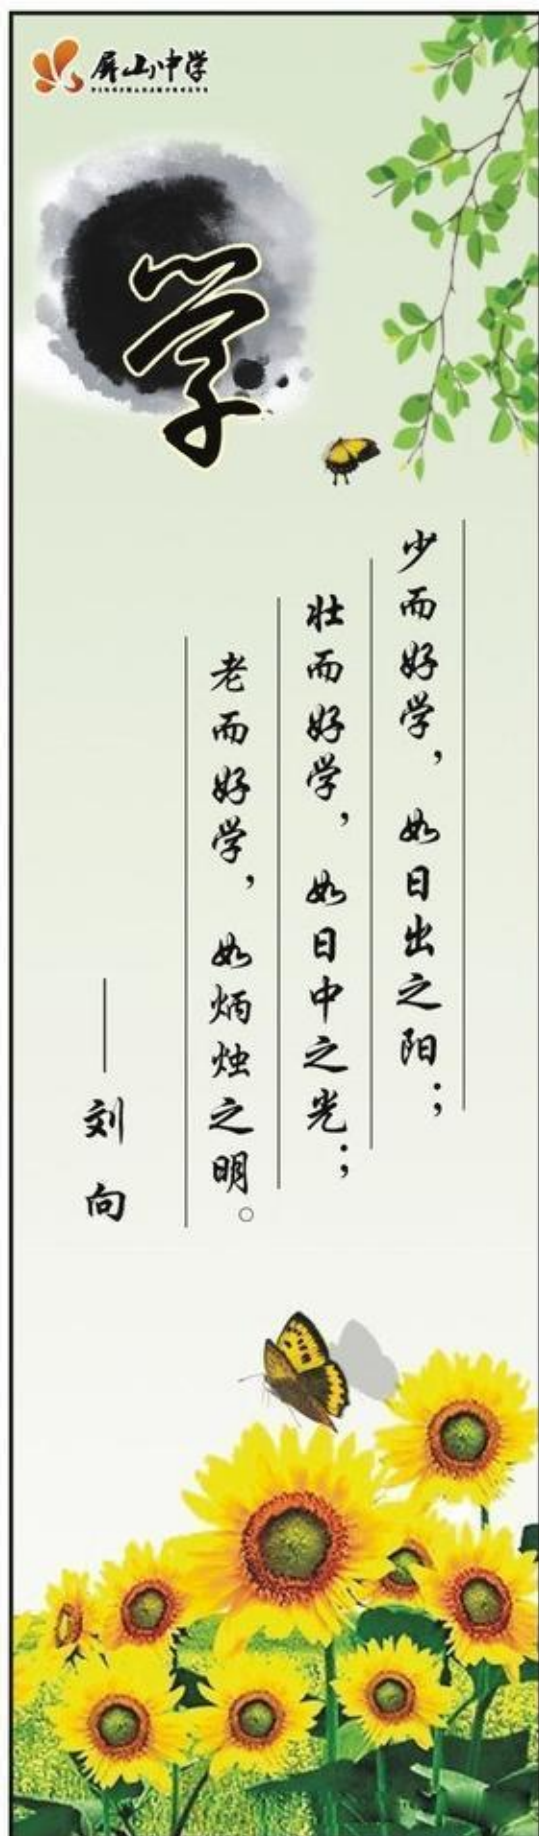 屏山中学
PINGSHANZHONGXUE
学
少而好学，如日出之阳；
壮而好学，如日中之光；
老而好学，如炳烛之明。
——刘向